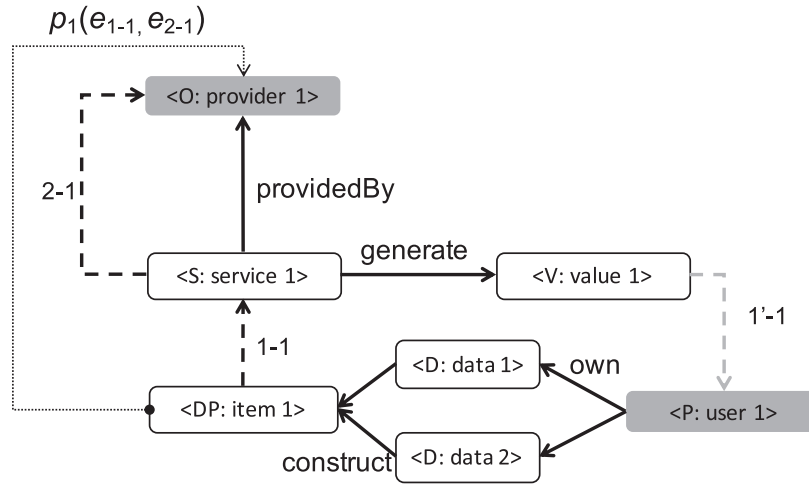 p1(e1-1, e2-1)
<O: provider 1>
2-1
providedBy
generate
<S: service 1>
<V: value 1>
1'-1
1-1
<D: data 1>
own
<DP: item 1>
<P: user 1>
construct
<D: data 2>